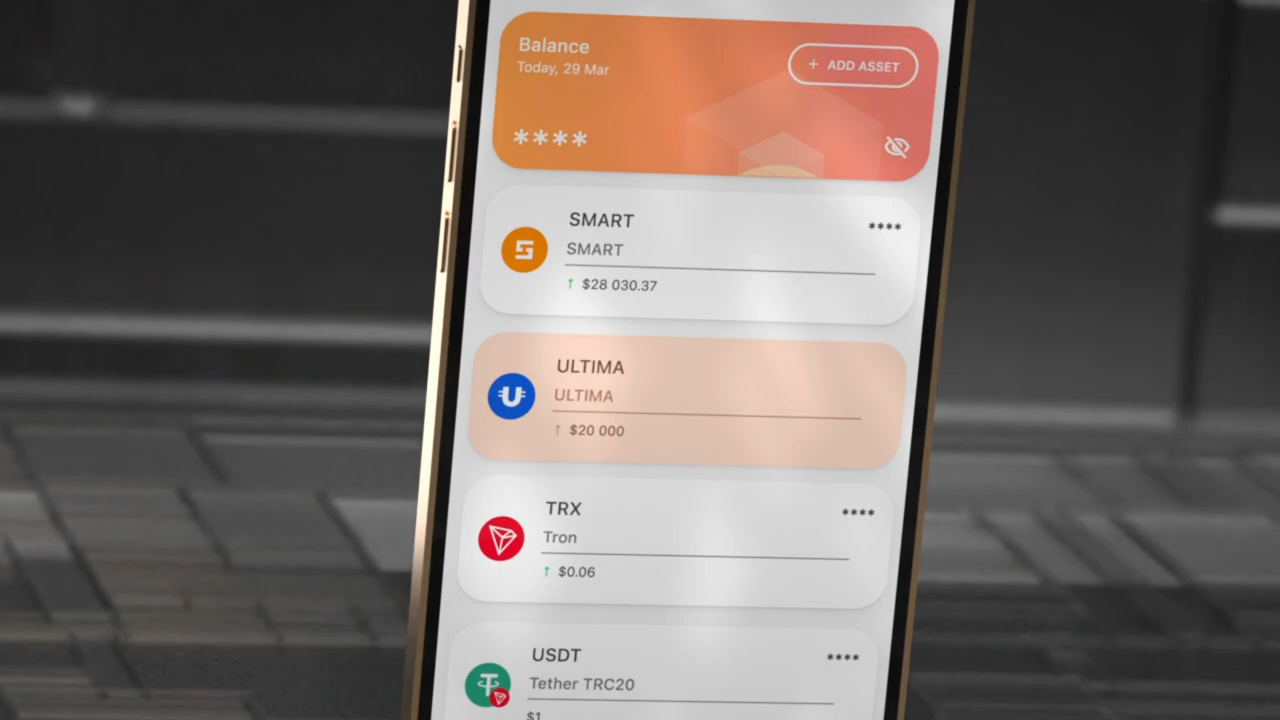 Balance
Today, 29 Mar
+ ADD ASSET
****
SMART
****
SMART
↑ $28 030.37
ULTIMA
ULTIMA
↑ $20 000
TRX
****
Tron
↑ $0.06
USDT
****
Tether TRC20
$1